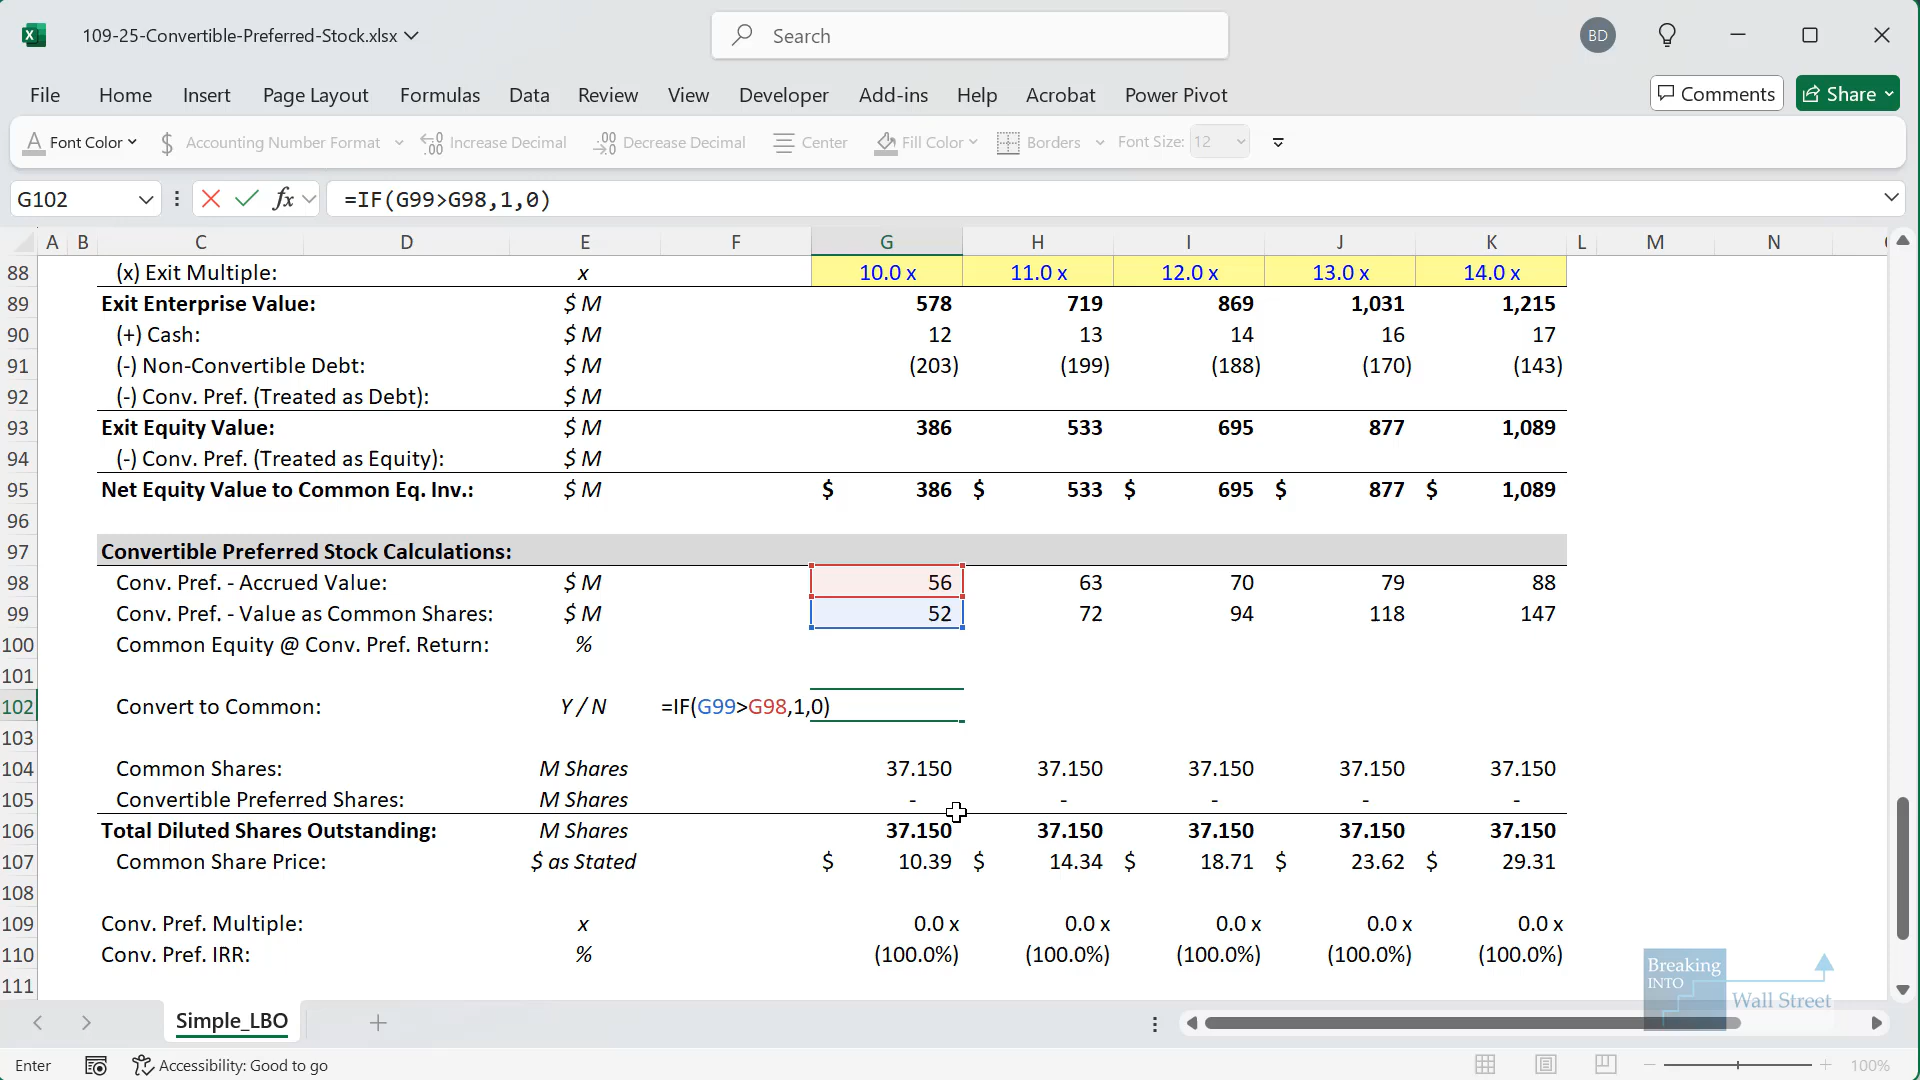 109-25-Convertible-Preferred-Stock.xlsx
Search
BD
File Home Insert Page Layout Formulas Data Review View Developer Add-ins Help Acrobat Power Pivot
Comments Share
A Font Color $ Accounting Number Format Increase Decimal Decrease Decimal Center Fill Color Borders Font Size: 12
G102 fx =IF(G99>G98,1,0)
A B C D E F G H I J K L M N
88 (x) Exit Multiple: x 10.0 x 11.0 x 12.0 x 13.0 x 14.0 x
89 Exit Enterprise Value: $ M 578 719 869 1,031 1,215
90 (+) Cash: $ M 12 13 14 16 17
91 (-) Non-Convertible Debt: $ M (203) (199) (188) (170) (143)
92 (-) Conv. Pref. (Treated as Debt): $ M
93 Exit Equity Value: $ M 386 533 695 877 1,089
94 (-) Conv. Pref. (Treated as Equity): $ M
95 Net Equity Value to Common Eq. Inv.: $ M $ 386 $ 533 $ 695 $ 877 $ 1,089
96
97 Convertible Preferred Stock Calculations:
98 Conv. Pref. - Accrued Value: $ M 56 63 70 79 88
99 Conv. Pref. - Value as Common Shares: $ M 52 72 94 118 147
100 Common Equity @ Conv. Pref. Return: %
101
102 Convert to Common: Y / N =IF(G99>G98,1,0)
103
104 Common Shares: M Shares 37.150 37.150 37.150 37.150 37.150
105 Convertible Preferred Shares: M Shares - - - - -
106 Total Diluted Shares Outstanding: M Shares 37.150 37.150 37.150 37.150 37.150
107 Common Share Price: $ as Stated $ 10.39 $ 14.34 $ 18.71 $ 23.62 $ 29.31
108
109 Conv. Pref. Multiple: x 0.0 x 0.0 x 0.0 x 0.0 x 0.0 x
110 Conv. Pref. IRR: % (100.0%) (100.0%) (100.0%) (100.0%) (100.0%)
111
Breaking
INTO
Wall Street
Simple_LBO
Enter Accessibility: Good to go 100%